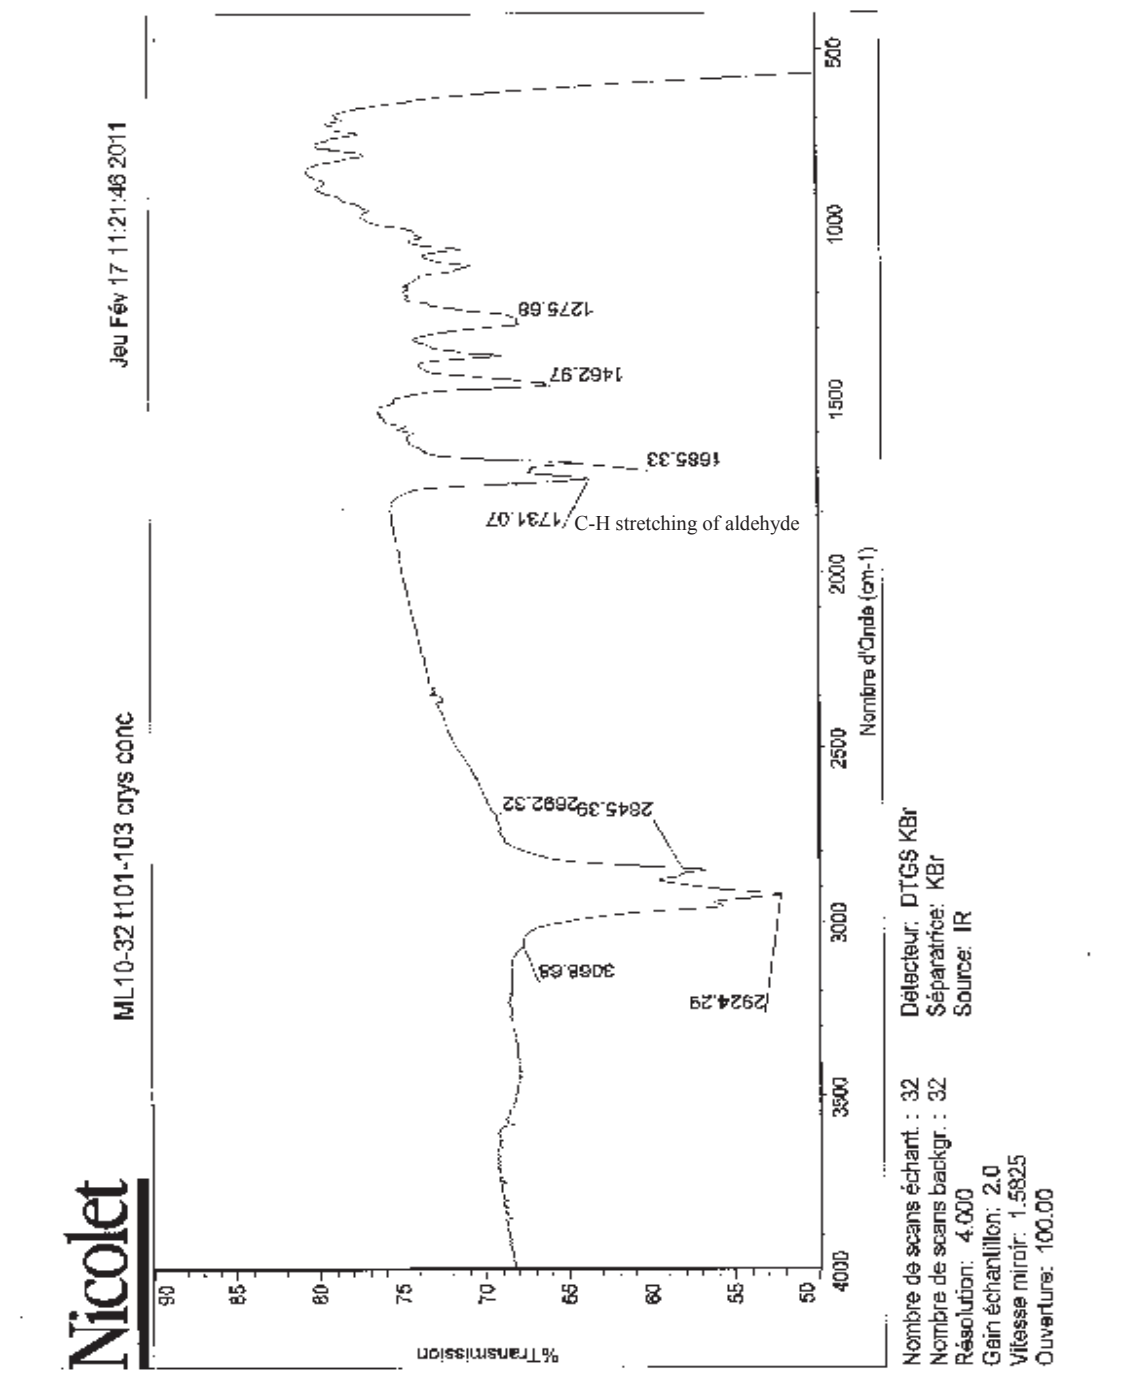 Nicolet
ML10-32 t101-103 crys conc
Jeu Fév 17 11:21:46 2011
%Transmission
90
85
80
75
70
65
60
55
50
3068.68
2924.29
2845.39
2692.32
1731.07
C-H stretching of aldehyde
1685.33
1462.97
1275.68
4000
3500
3000
2500
2000
1500
1000
500
Nombre d'Onde (cm-1)
Nombre de scans échant. : 32
Nombre de scans backgr. : 32
Résolution: 4.000
Gain échantillon: 2.0
Vitesse miroir: 1.5825
Ouverture: 100.00
Détecteur: DTGS KBr
Séparatrice: KBr
Source: IR